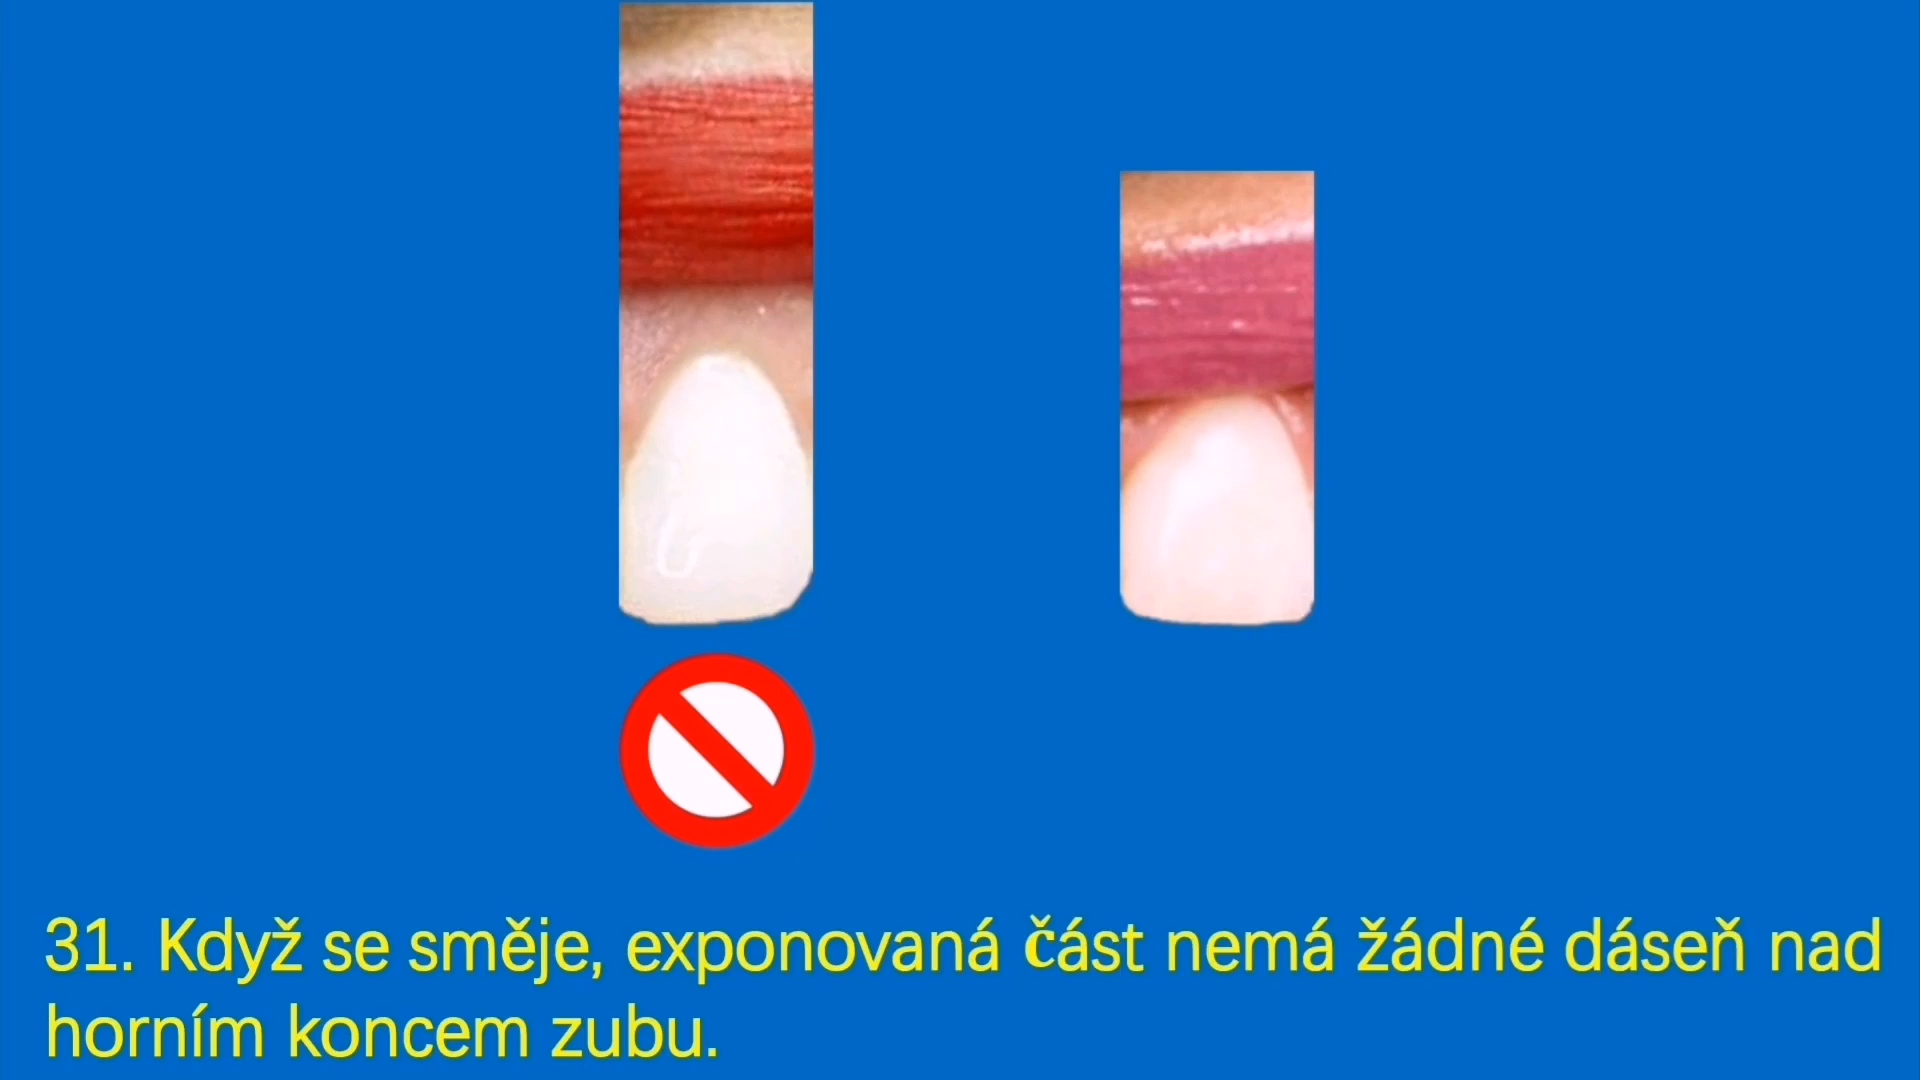 31. Když se směje, exponovaná část nemá žádné dáseň nad
horním koncem zubu.